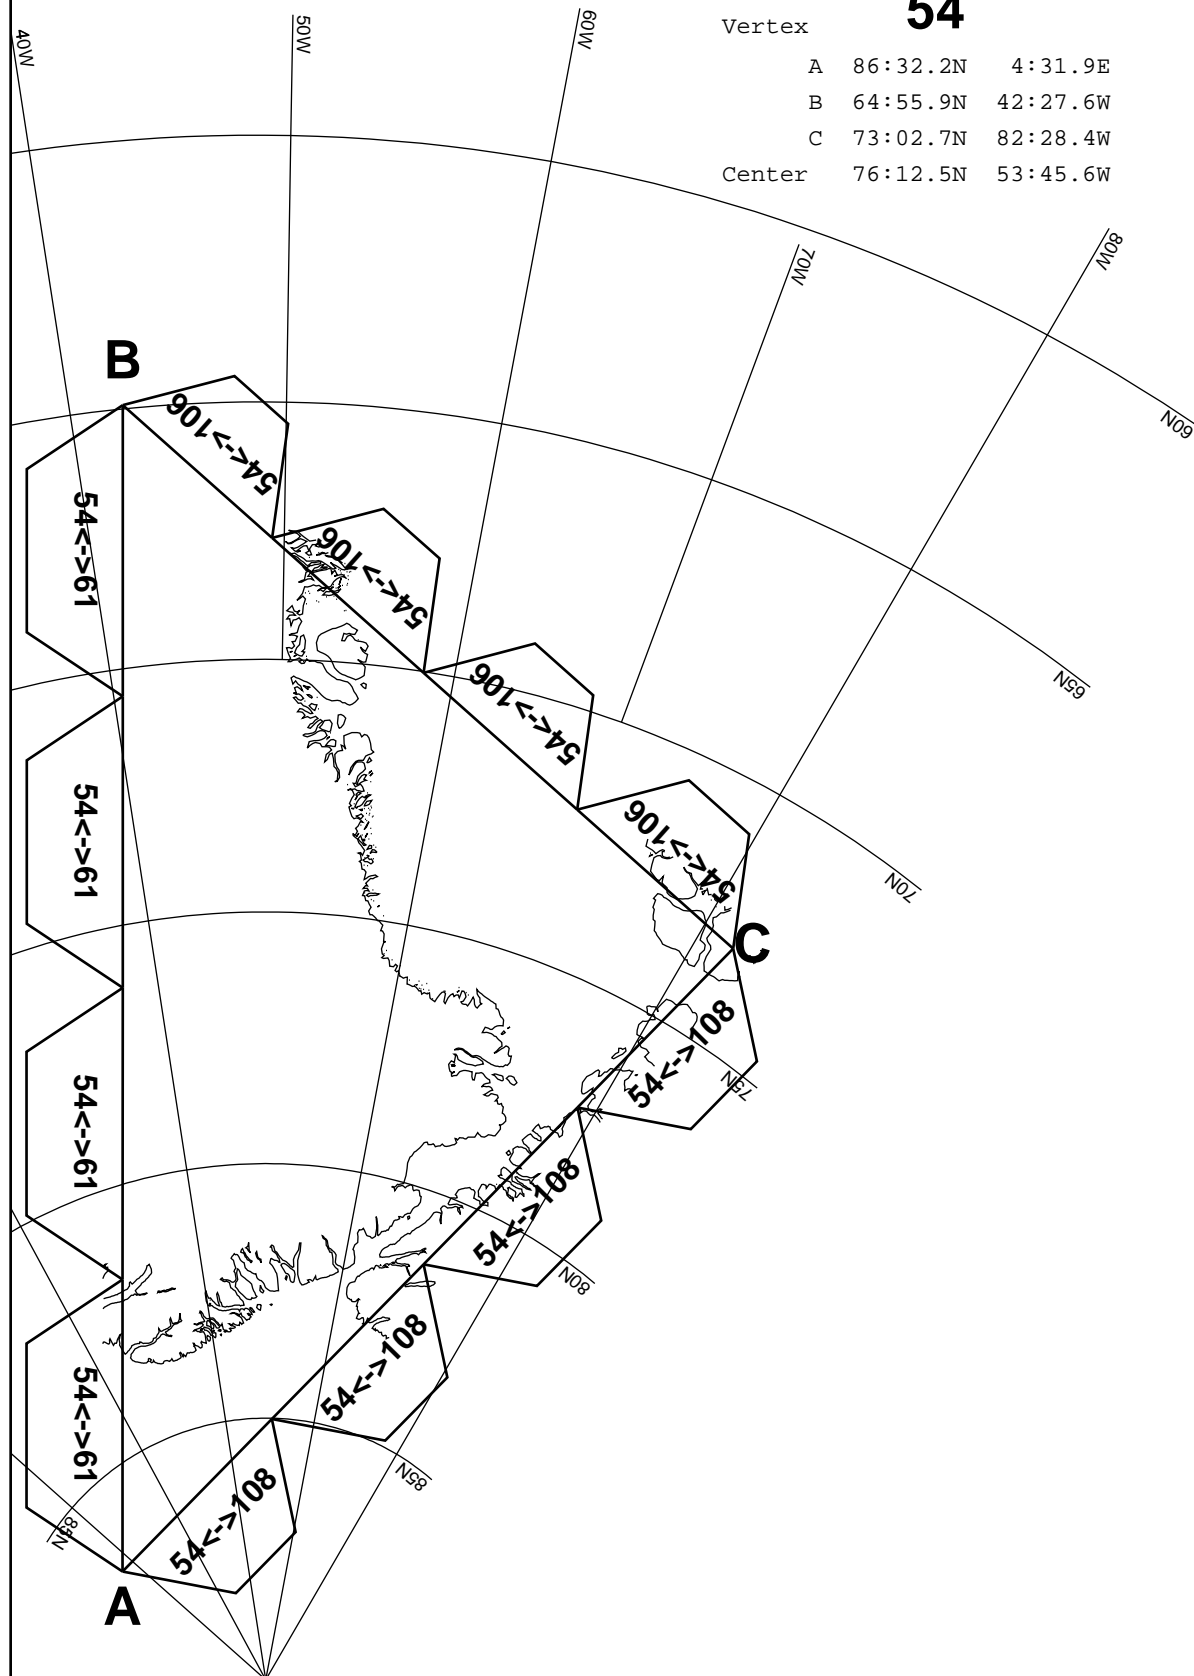 54
Vertex
A 86:32.2N 4:31.9E
B 64:55.9N 42:27.6W
C 73:02.7N 82:28.4W
Center 76:12.5N 53:45.6W
40W
50W
60W
70W
80W
60N
65N
70N
75N
80N
85N
85N
B
C
A
54<->106
54<->106
54<->106
54<->106
54<->61
54<->61
54<->61
54<->61
54<->108
54<->108
54<->108
54<->108